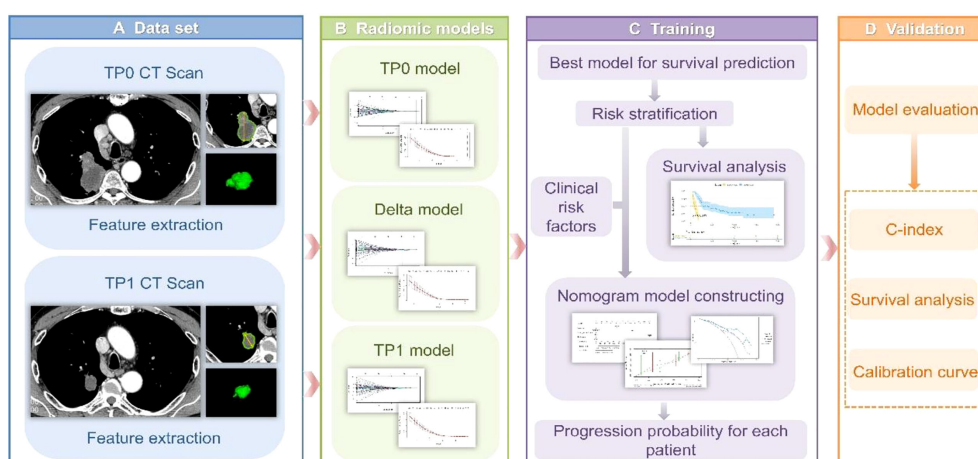 A Data set
TP0 CT Scan
Feature extraction
TP1 CT Scan
Feature extraction
B Radiomic models
TP0 model
Delta model
TP1 model
C Training
Best model for survival prediction
Risk stratification
Survival analysis
Clinical
risk
factors
Nomogram model constructing
Progression probability for each
patient
D Validation
Model evaluation
C-index
Survival analysis
Calibration curve